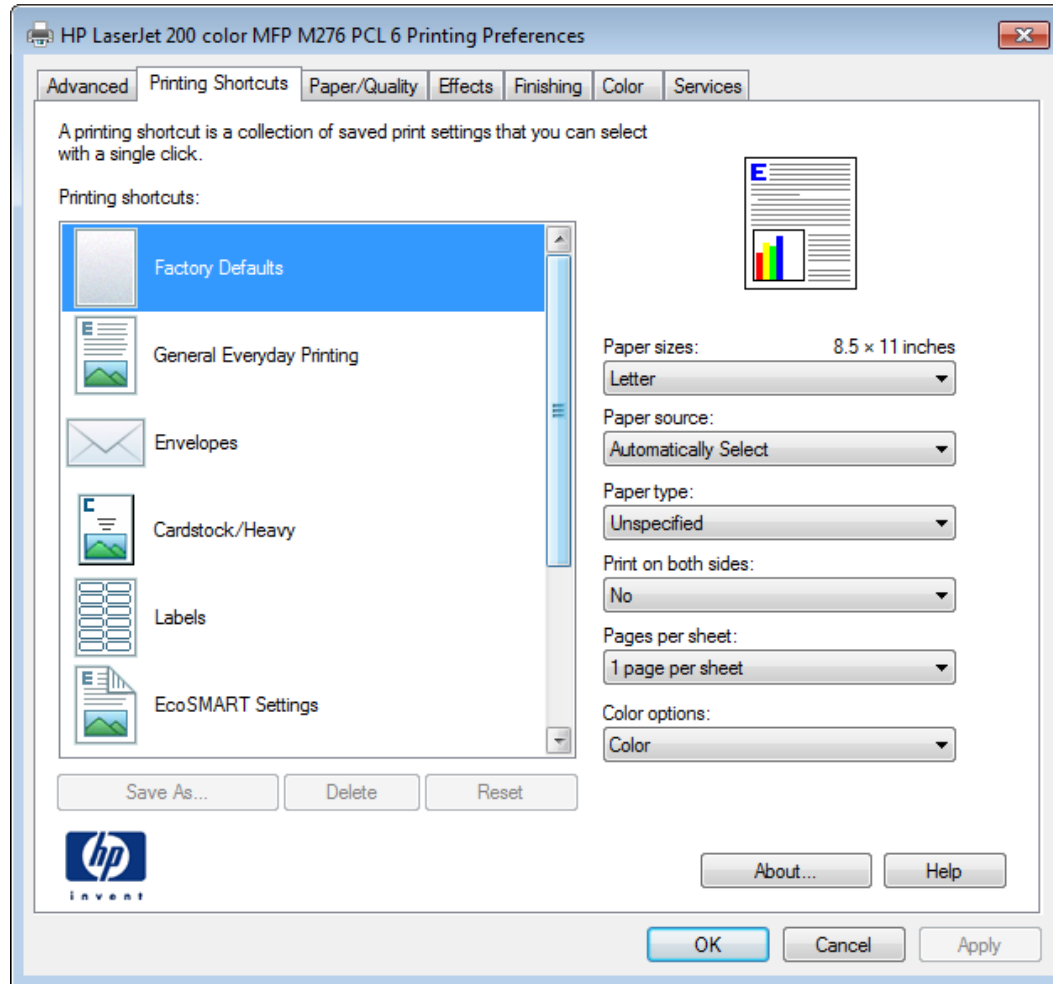 HP LaserJet 200 color MFP M276 PCL 6 Printing Preferences
Advanced Printing Shortcuts Paper/Quality Effects Finishing Color Services
A printing shortcut is a collection of saved print settings that you can select
with a single click.
Printing shortcuts:
E
Factory Defaults
E
General Everyday Printing
Paper sizes: 8.5 × 11 inches
Letter
Paper source:
Envelopes
Automatically Select
Paper type:
C
Cardstock/Heavy
Unspecified
Print on both sides:
No
Labels
Pages per sheet:
1 page per sheet
E
EcoSMART Settings
Color options:
Color
Save As... Delete Reset
hp
invent
About... Help
OK Cancel Apply